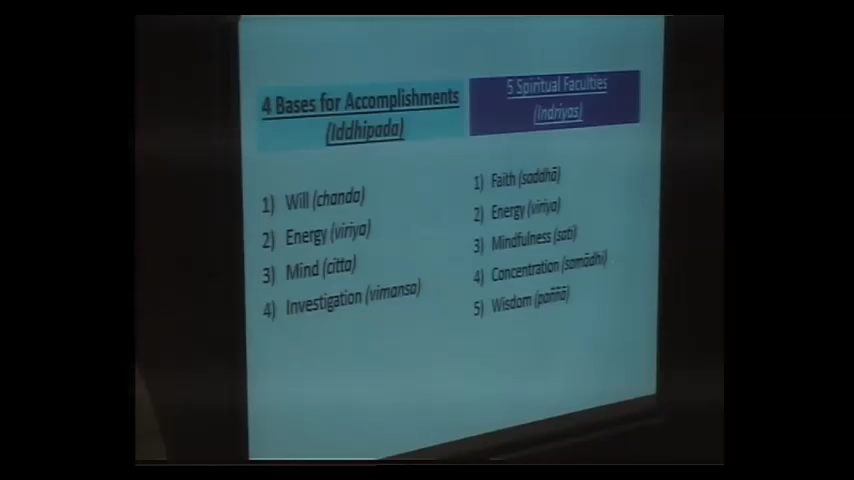 4 Bases for Accomplishments
(Iddhipada)
1) Will (chanda)
2) Energy (viriya)
3) Mind (citta)
4) Investigation (vimansa)
5 Spiritual Faculties
(Indriyas)
1) Faith (saddhā)
2) Energy (viriya)
3) Mindfulness (sati)
4) Concentration (samādhi)
5) Wisdom (paññā)